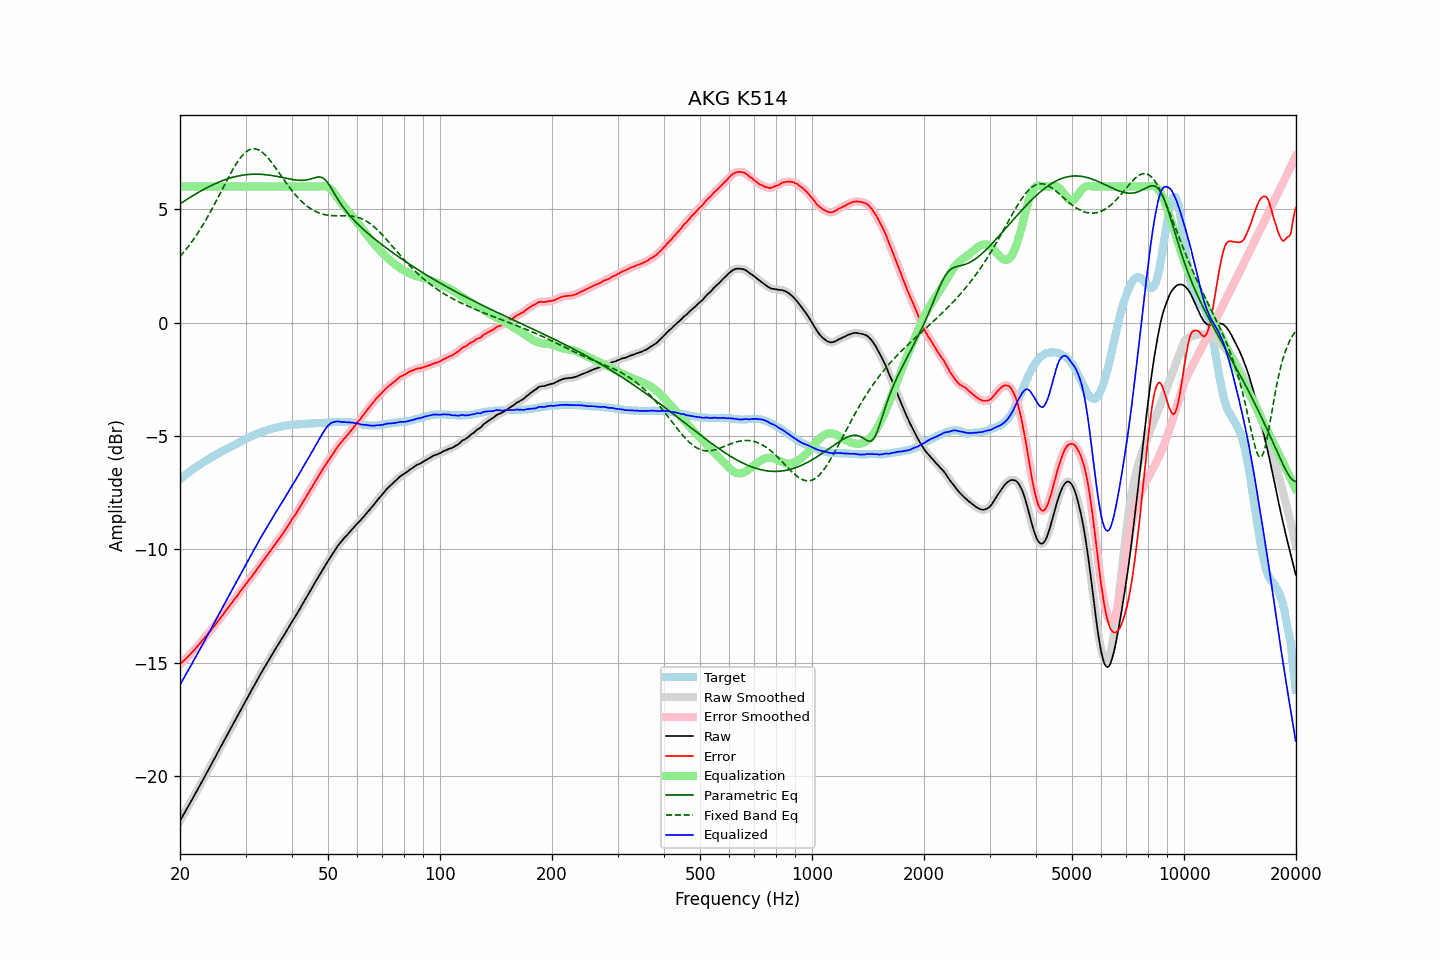 AKG K514
Amplitude (dBr)
5
0
−5
−10
−15
−20
Target
Raw Smoothed
Error Smoothed
Raw
Error
Equalization
Parametric Eq
Fixed Band Eq
Equalized
20 50 100 200 500 1000 2000 5000 10000 20000
Frequency (Hz)